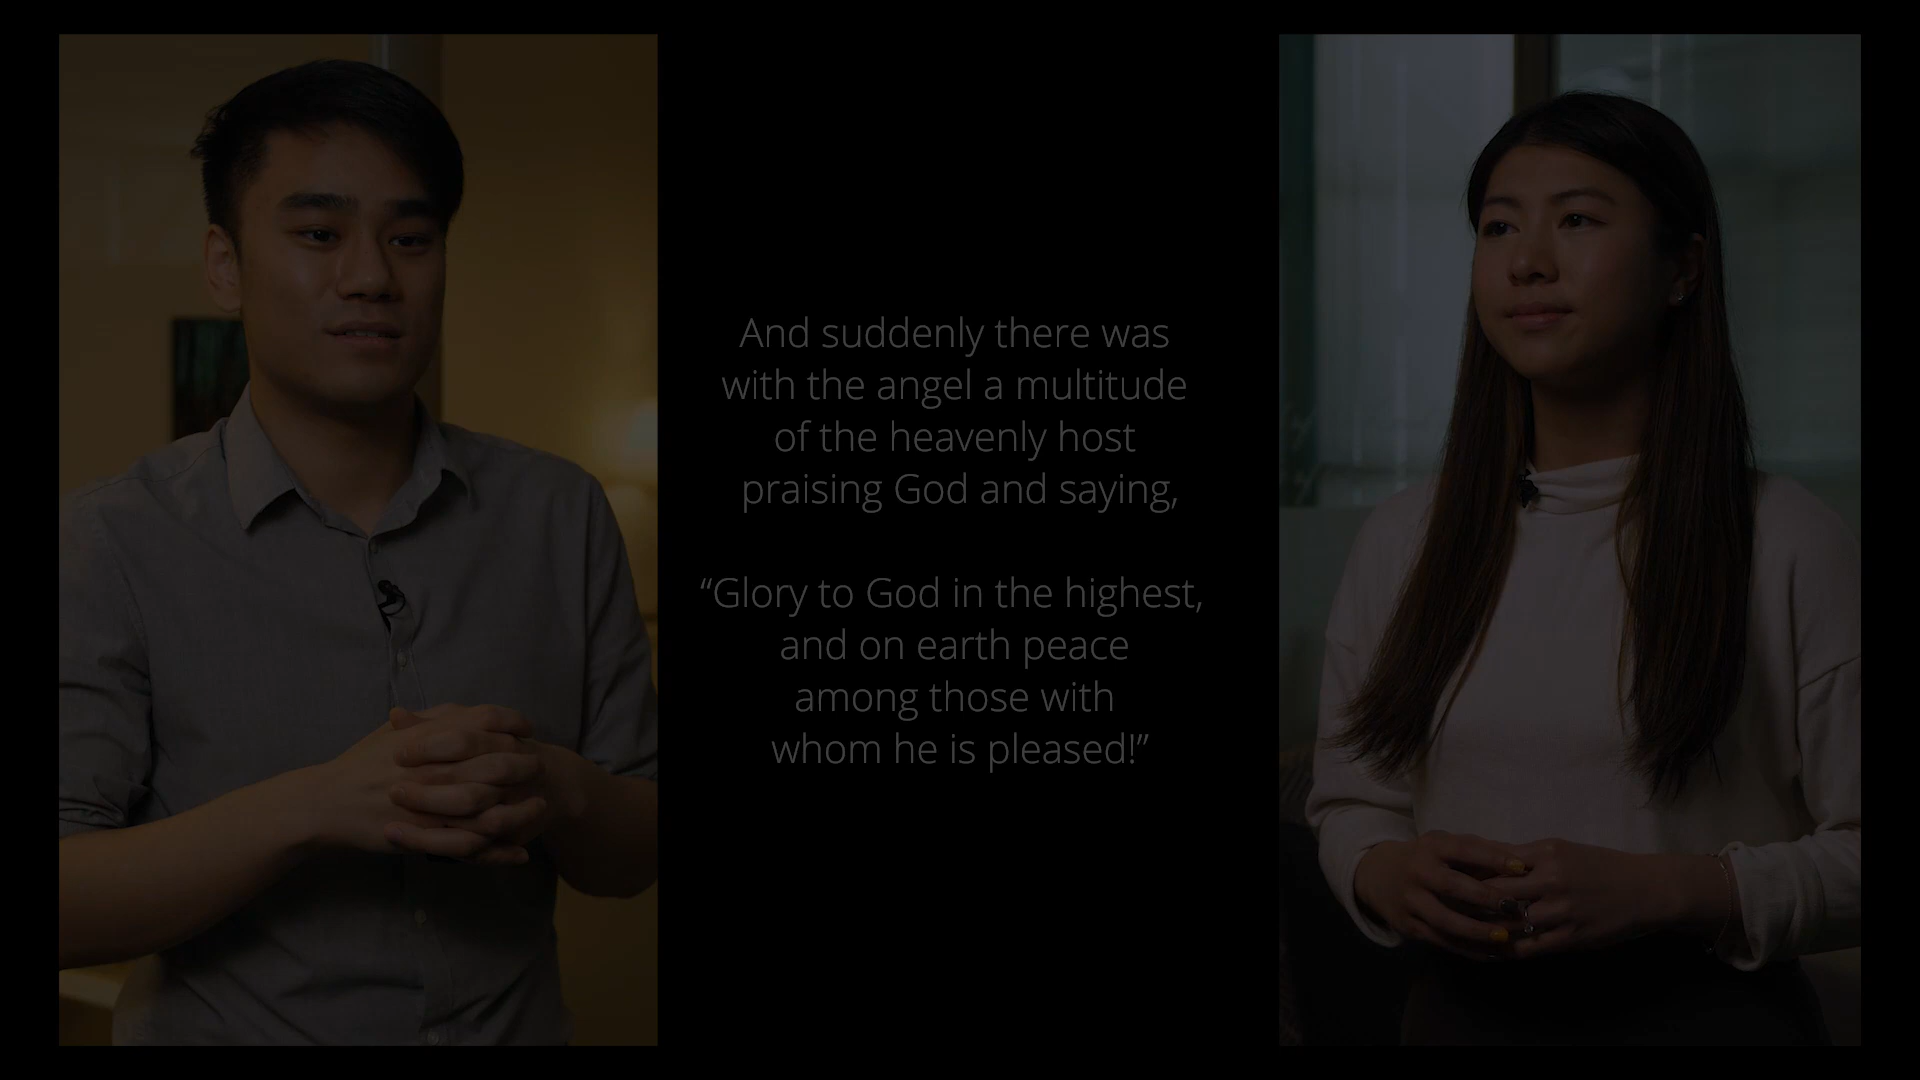 And suddenly there was
with the angel a multitude
of the heavenly host
praising God and saying,
“Glory to God in the highest,
and on earth peace
among those with
whom he is pleased!”